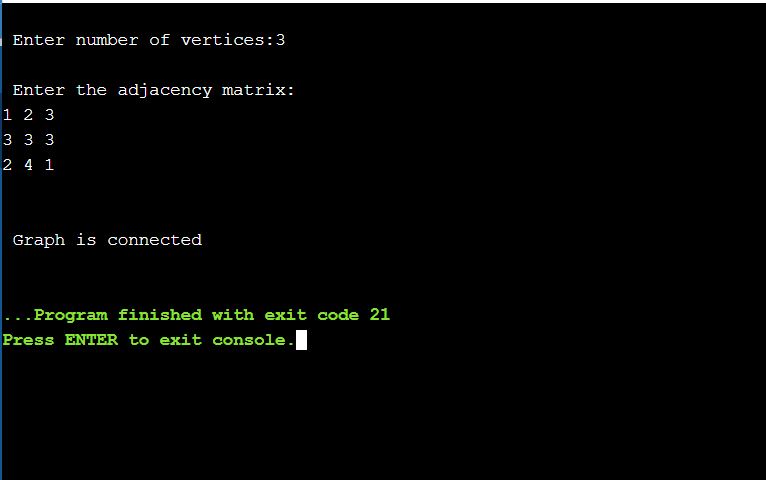 Enter number of vertices:3
Enter the adjacency matrix:
1 2 3
3 3 3
2 4 1
Graph is connected
...Program finished with exit code 21
Press ENTER to exit console.